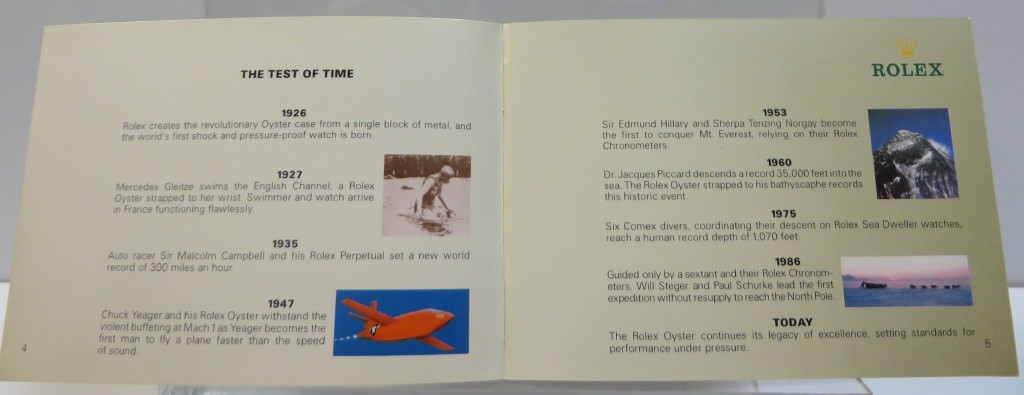 THE TEST OF TIME
1926
Rolex creates the revolutionary Oyster case from a single block of metal, and
the world's first shock and pressure-proof watch is born.
1927
Mercedes Gleitze swims the English Channel, a Rolex
Oyster strapped to her wrist. Swimmer and watch arrive
in France functioning flawlessly.
1935
Auto racer Sir Malcolm Campbell and his Rolex Perpetual set a new world
record of 300 miles an hour.
1947
Chuck Yeager and his Rolex Oyster withstand the
violent buffeting at Mach 1 as Yeager becomes the
first man to fly a plane faster than the speed
of sound.
4
ROLEX
1953
Sir Edmund Hillary and Sherpa Tenzing Norgay become
the first to conquer Mt. Everest, relying on their Rolex
Chronometers.
1960
Dr. Jacques Piccard descends a record 35,000 feet into the
sea. The Rolex Oyster strapped to his bathyscaphe records
this historic event.
1975
Six Comex divers, coordinating their descent on Rolex Sea Dweller watches,
reach a human record depth of 1,070 feet.
1986
Guided only by a sextant and their Rolex Chronom-
eters, Will Steger and Paul Schurke lead the first
expedition without resupply to reach the North Pole.
TODAY
The Rolex Oyster continues its legacy of excellence, setting standards for
performance under pressure.
5